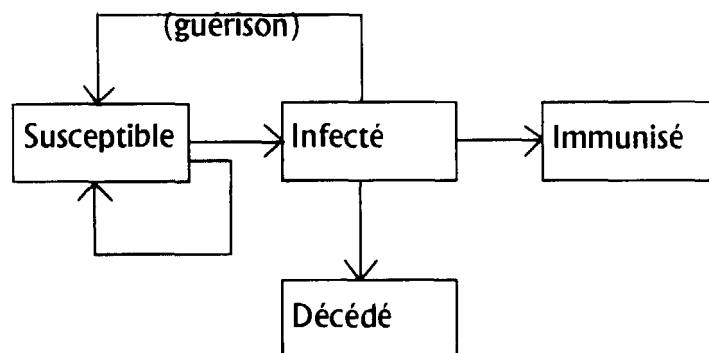 (guérison)
Susceptible
Infecté
Immunisé
Décédé